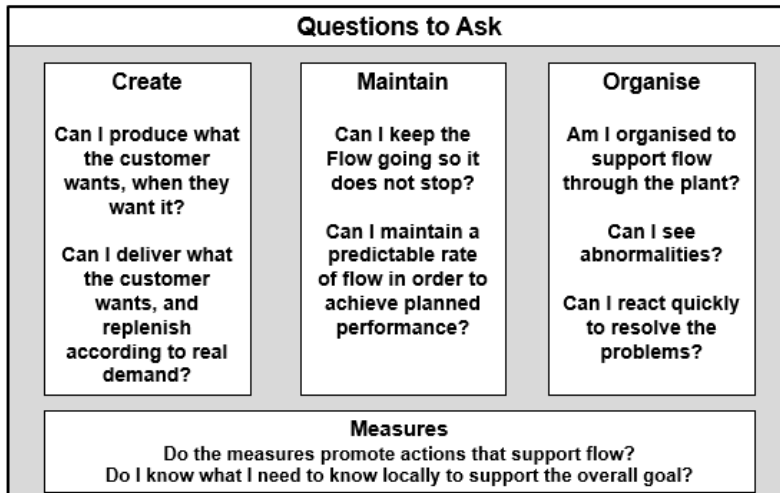 Questions to Ask
Create
Can I produce what
the customer
wants, when they
want it?
Can I deliver what
the customer
wants, and
replenish
according to real
demand?
Maintain
Can I keep the
Flow going so it
does not stop?
Can I maintain a
predictable rate
of flow in order to
achieve planned
performance?
Organise
Am I organised to
support flow
through the plant?
Can I see
abnormalities?
Can I react quickly
to resolve the
problems?
Measures
Do the measures promote actions that support flow?
Do I know what I need to know locally to support the overall goal?